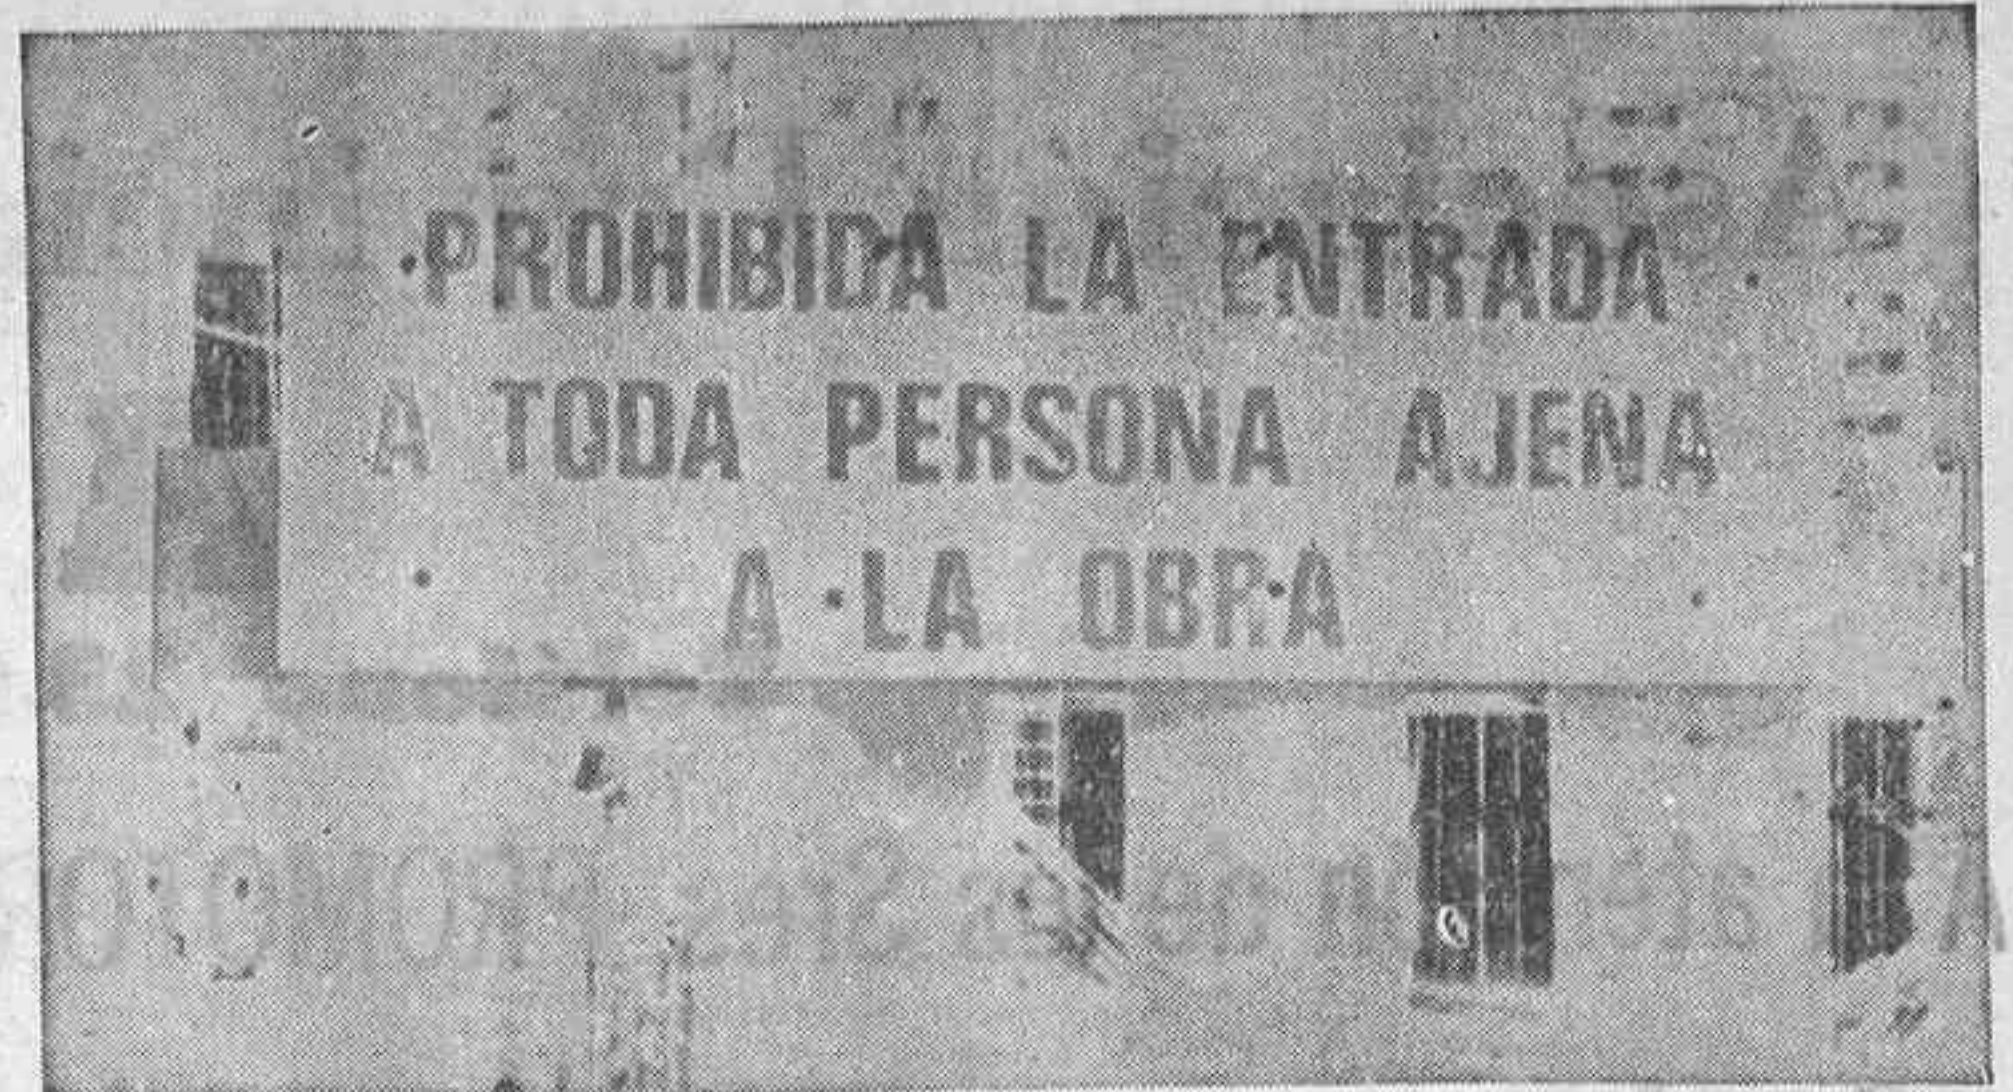 PROHIBIDA LA ENTRADA
A TODA PERSONA AJENA
A LA OBRA